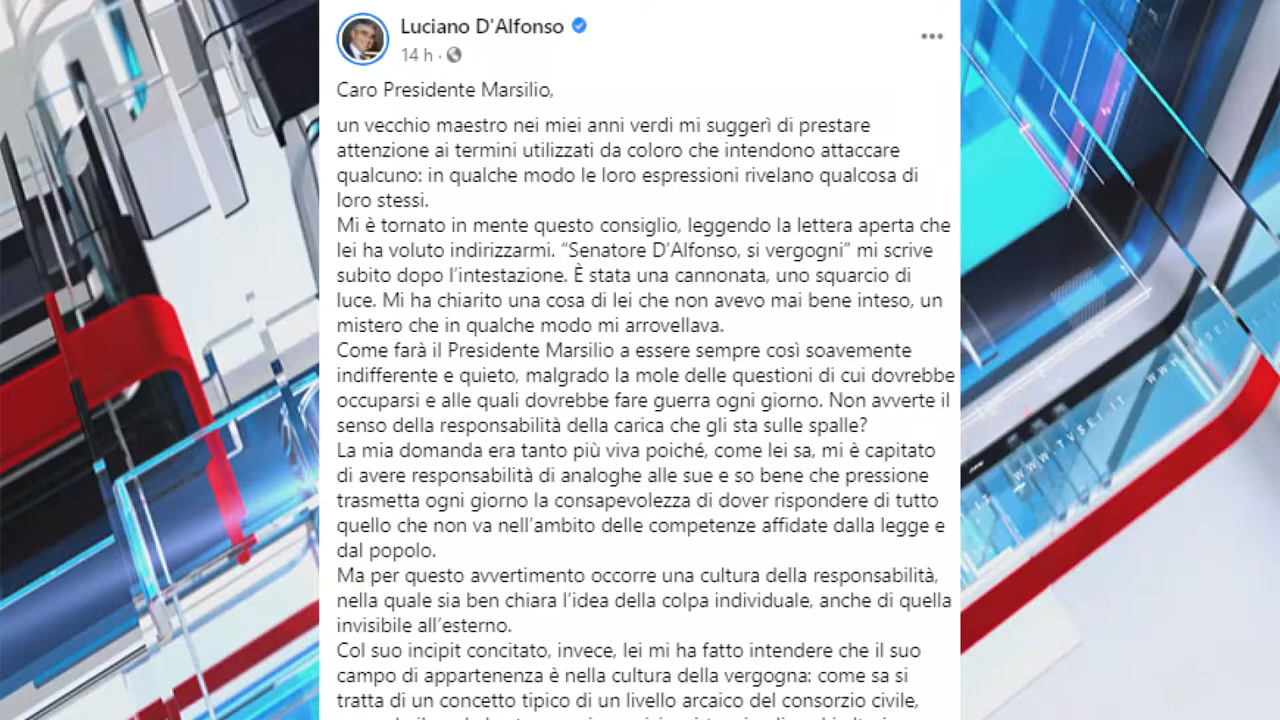 Luciano D'Alfonso
14 h ·
Caro Presidente Marsilio,
un vecchio maestro nei miei anni verdi mi suggerì di prestare
attenzione ai termini utilizzati da coloro che intendono attaccare
qualcuno: in qualche modo le loro espressioni rivelano qualcosa di
loro stessi.
Mi è tornato in mente questo consiglio, leggendo la lettera aperta che
lei ha voluto indirizzarmi. “Senatore D’Alfonso, si vergogni” mi scrive
subito dopo l’intestazione. È stata una cannonata, uno squarcio di
luce. Mi ha chiarito una cosa di lei che non avevo mai bene inteso, un
mistero che in qualche modo mi arrovellava.
Come farà il Presidente Marsilio a essere sempre così soavemente
indifferente e quieto, malgrado la mole delle questioni di cui dovrebbe
occuparsi e alle quali dovrebbe fare guerra ogni giorno. Non avverte il
senso della responsabilità della carica che gli sta sulle spalle?
La mia domanda era tanto più viva poiché, come lei sa, mi è capitato
di avere responsabilità di analoghe alle sue e so bene che pressione
trasmetta ogni giorno la consapevolezza di dover rispondere di tutto
quello che non va nell’ambito delle competenze affidate dalla legge e
dal popolo.
Ma per questo avvertimento occorre una cultura della responsabilità,
nella quale sia ben chiara l’idea della colpa individuale, anche di quella
invisibile all’esterno.
Col suo incipit concitato, invece, lei mi ha fatto intendere che il suo
campo di appartenenza è nella cultura della vergogna: come sa si
tratta di un concetto tipico di un livello arcaico del consorzio civile,
WWW.TVSEI.IT